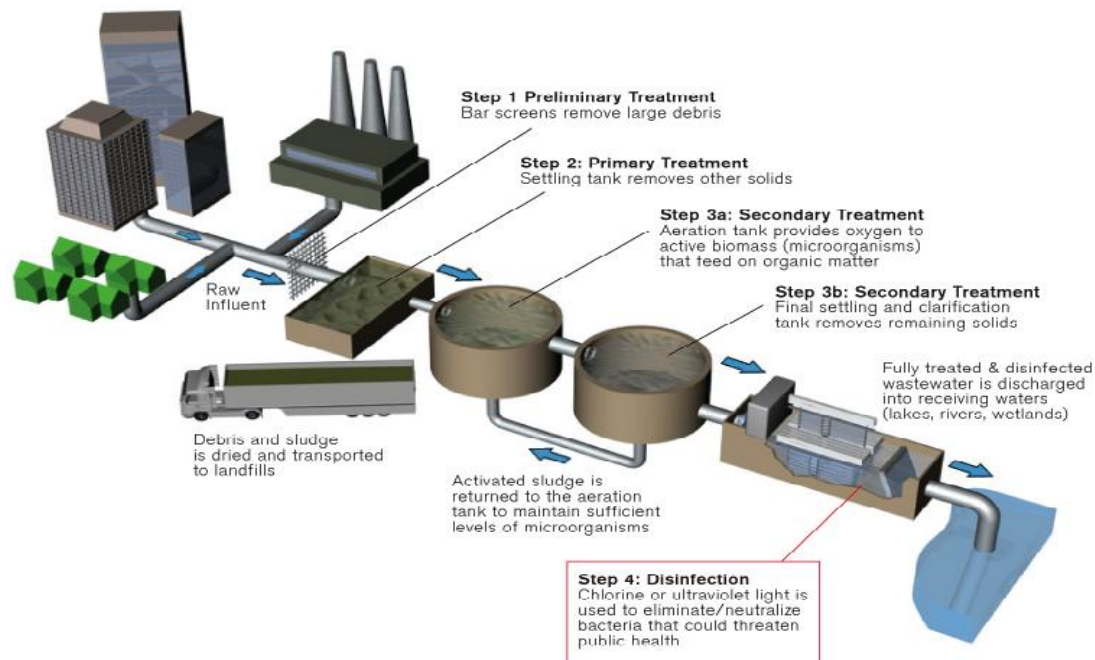 Step 1 Preliminary Treatment
Bar screens remove large debris
Step 2: Primary Treatment
Settling tank removes other solids
Step 3a: Secondary Treatment
Aeration tank provides oxygen to
active biomass (microorganisms)
that feed on organic matter
Step 3b: Secondary Treatment
Final settling and clarification
tank removes remaining solids
Raw
Influent
Fully treated & disinfected
wastewater is discharged
into receiving waters
(lakes, rivers, wetlands)
Debris and sludge
is dried and transported
to landfills
Activated sludge is
returned to the aeration
tank to maintain sufficient
levels of microorganisms
Step 4: Disinfection
Chlorine or ultraviolet light is
used to eliminate/neutralize
bacteria that could threaten
public health